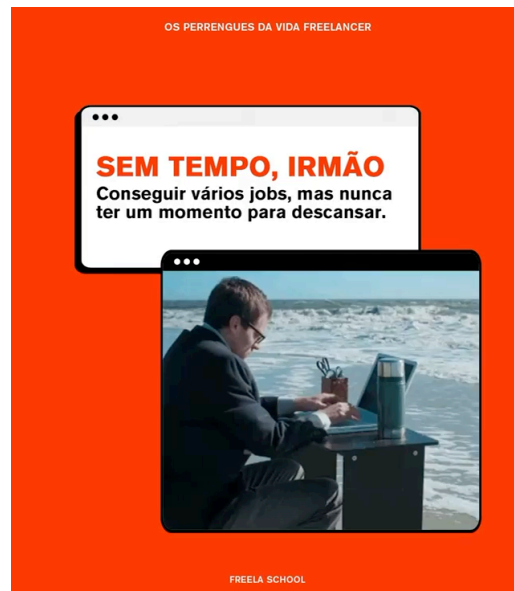 OS PERRENGUES DA VIDA FREELANCER
SEM TEMPO, IRMÃO
Conseguir vários jobs, mas nunca
ter um momento para descansar.
FREELA SCHOOL